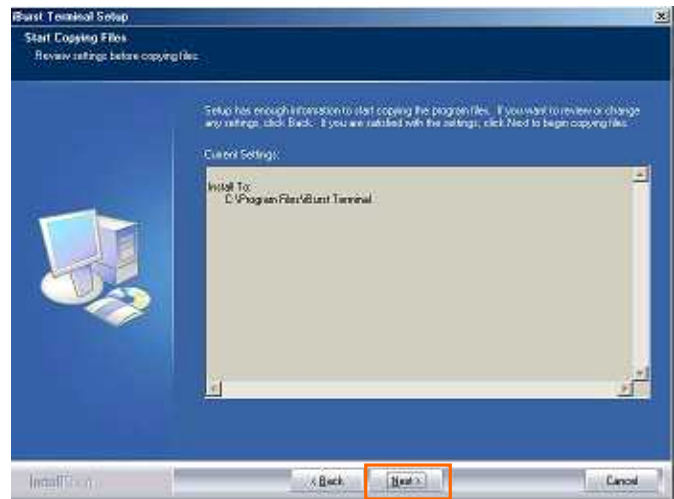 iBurst Terminal Setup
Start Copying Files
Review settings before copying files.
Setup has enough information to start copying the program files. If you want to review or change
any settings, click Back. If you are satisfied with the settings, click Next to begin copying files.
Current Settings:
Install To:
C:\Program Files\iBurst Terminal
InstallShield
< Back
Next >
Cancel